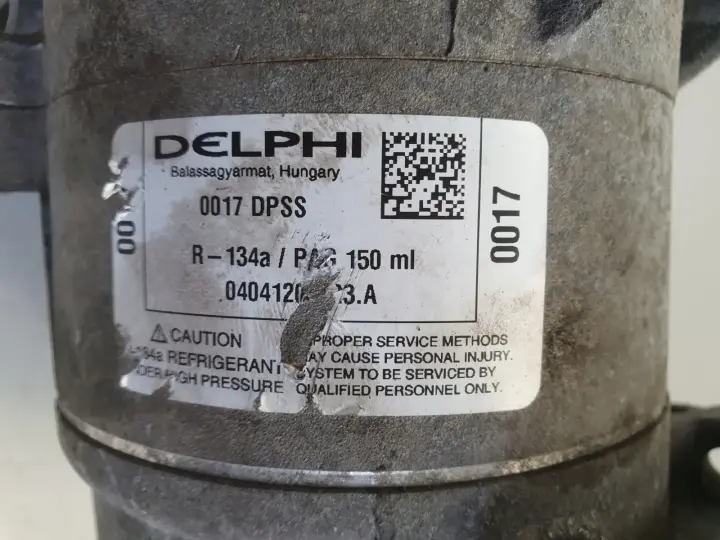 DELPHI
Balassagyarmat, Hungary
0017 DPSS
0017
R-134a / PAG 150 ml
CAUTION
REFRIGERANT
HIGH PRESSURE
PROPER SERVICE METHODS
MAY CAUSE PERSONAL INJURY.
SYSTEM TO BE SERVICED BY
QUALIFIED PERSONNEL ONLY.